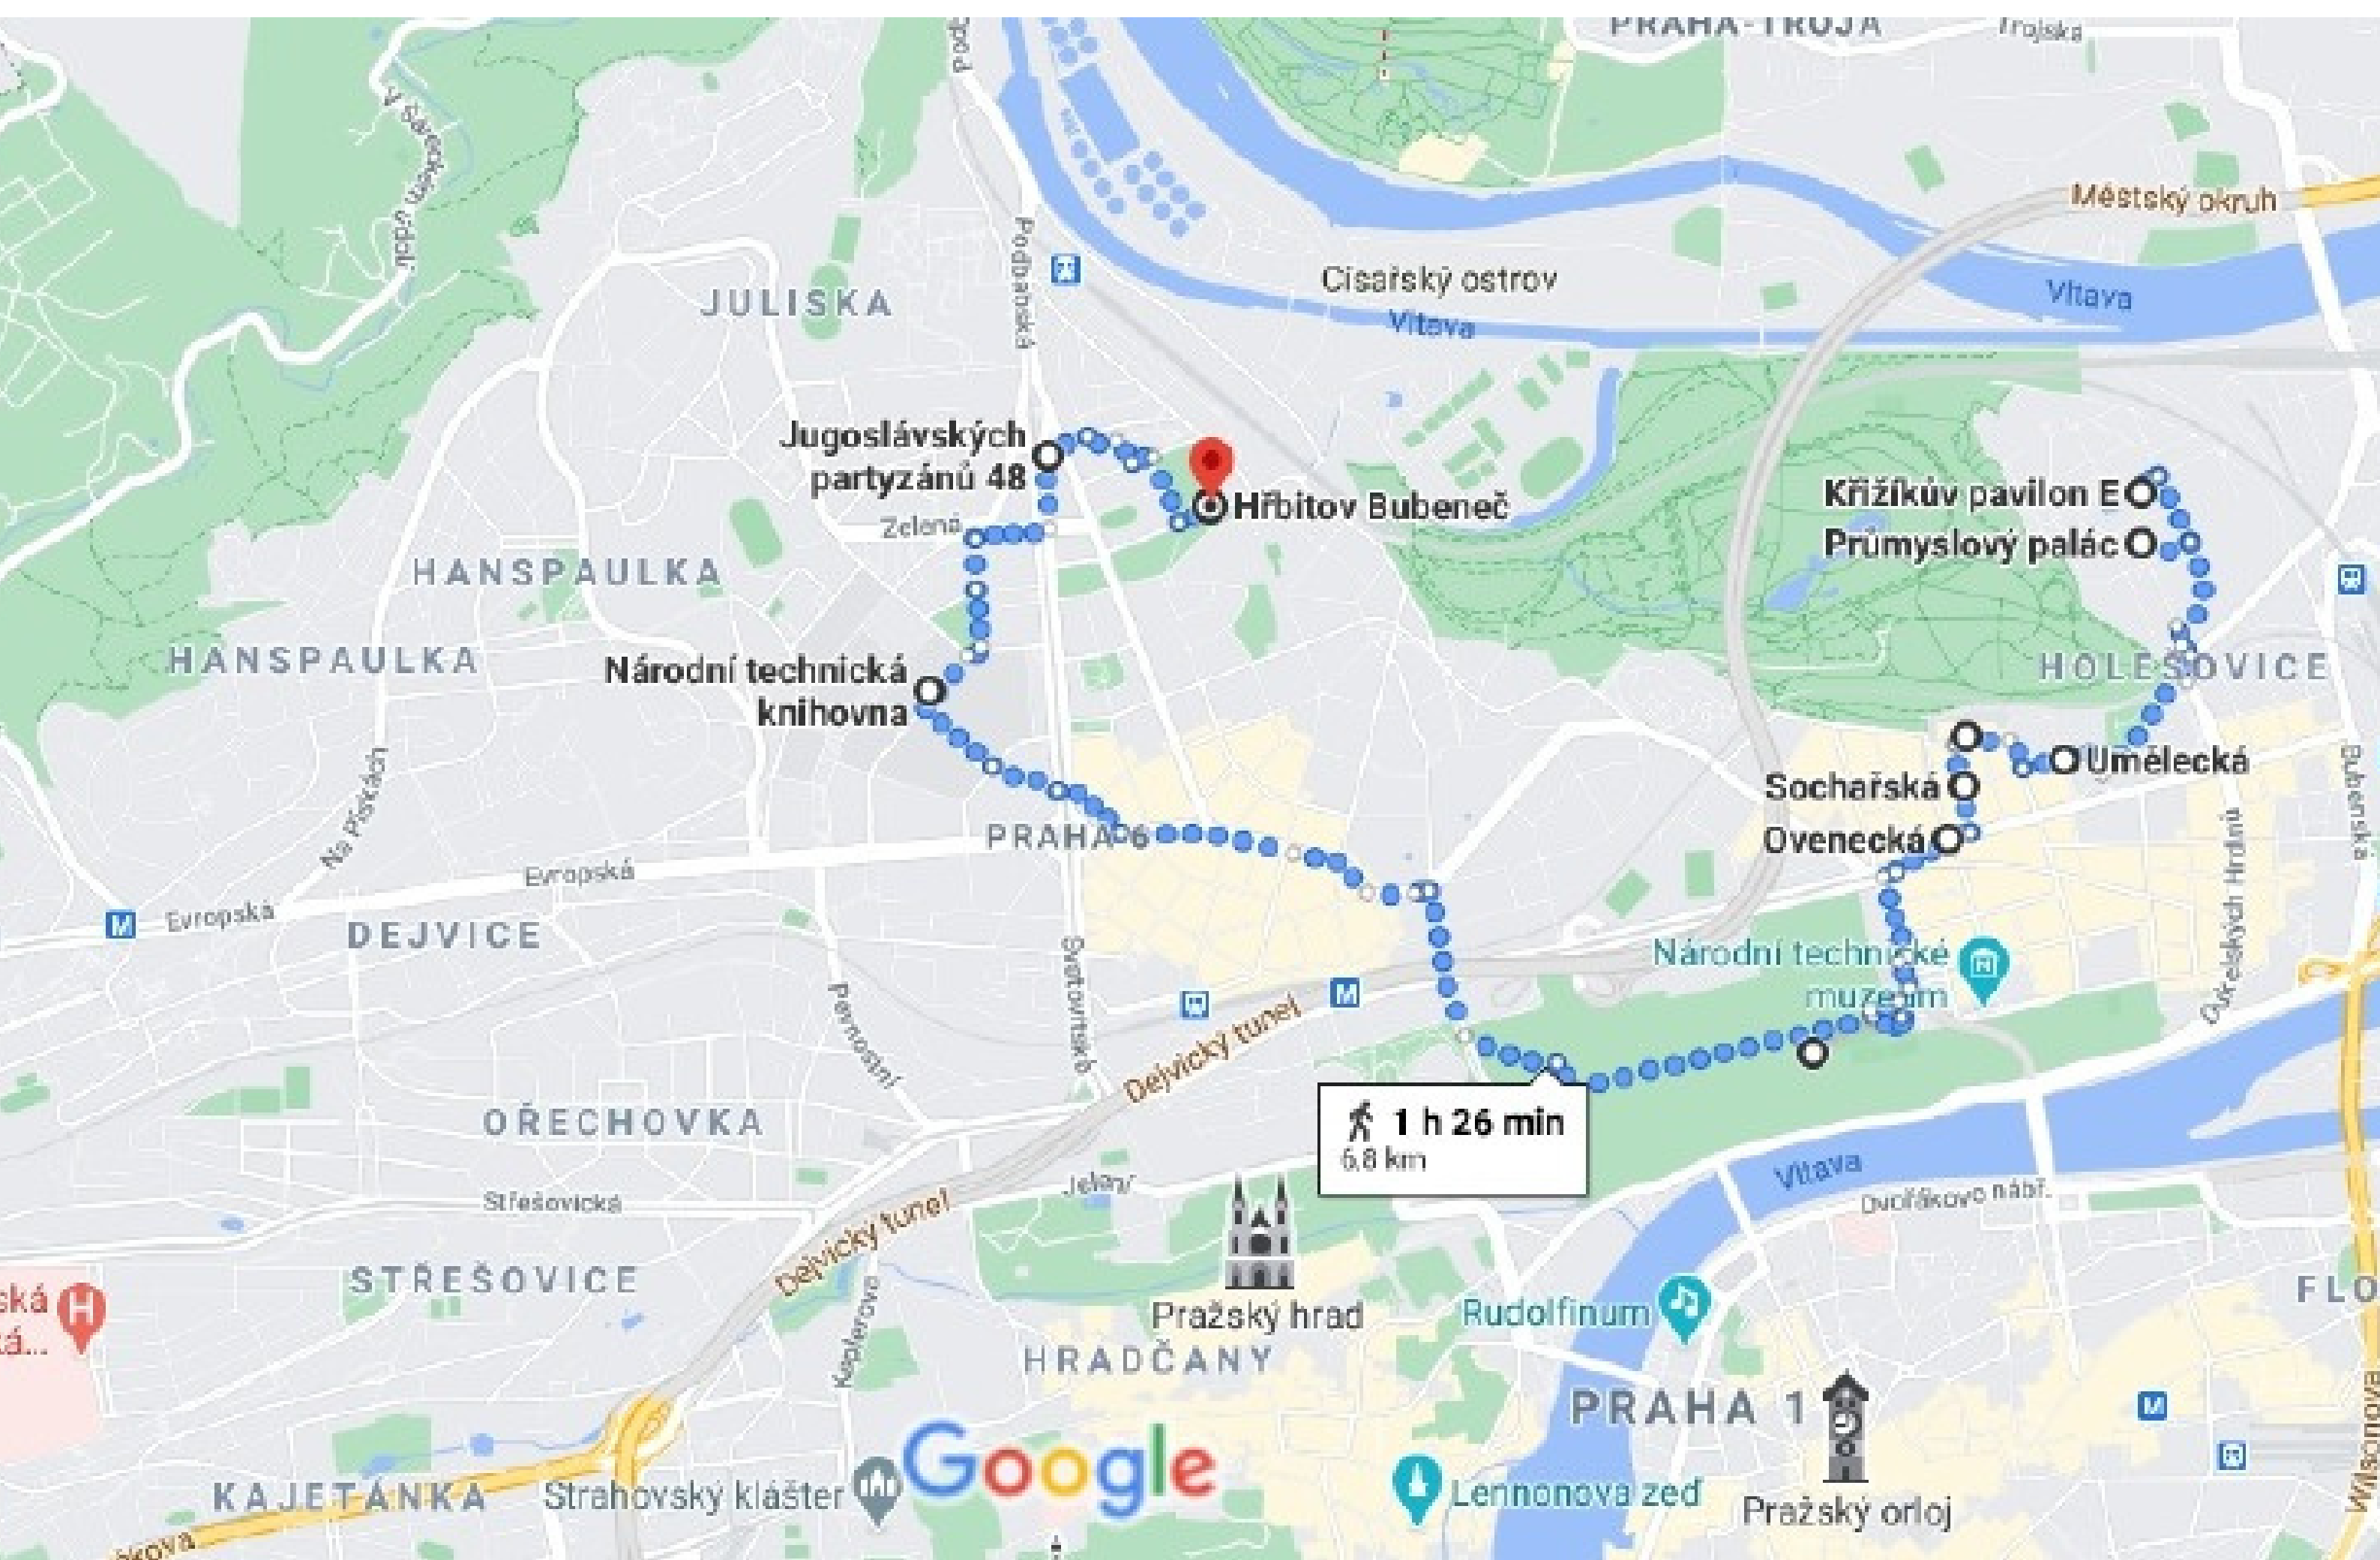 PRAHA-TROJA
Trojská
V Šáreckém údolí
Městský okruh
Podbabská
Císařský ostrov
Vltava
Vltava
JULISKA
Jugoslávských
partyzánů 48
Hřbitov Bubeneč
Křižíkův pavilon E
Průmyslový palác
Zelená
HANSPAULKA
HANSPAULKA
HOLEŠOVICE
Národní technická
knihovna
Umělecká
Sochařská
Ovenecká
Bubenská
Na Pískách
PRAHA 6
Evropská
Evropská
M
DEJVICE
Dukelských Hrdinů
Národní technické
muzeum
M
Svatovítská
Pevnostní
Dejvický tunel
OŘECHOVKA
1 h 26 min
6,8 km
Vltava
Jelení
Dvořákovo nábř.
Střešovická
Dejvický tunel
STŘEŠOVICE
ská
ká...
H
FLO
Pražský hrad
Rudolfinum
Keplerova
HRADČANY
PRAHA 1
M
Wilsonova
Google
KAJETÁNKA
Strahovský klášter
Lennonova zeď
Pražský orloj